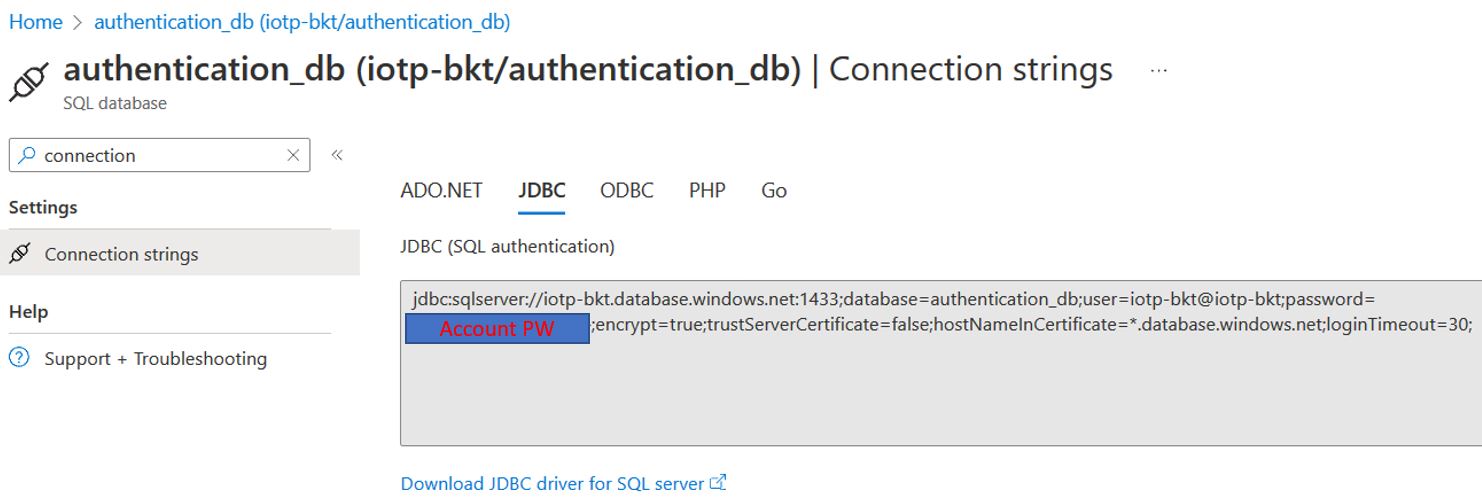 Home > authentication_db (iotp-bkt/authentication_db)
authentication_db (iotp-bkt/authentication_db) | Connection strings ...
SQL database
connection
Settings
Connection strings
Help
Support + Troubleshooting
ADO.NET JDBC ODBC PHP Go
JDBC (SQL authentication)
jdbc:sqlserver://iotp-bkt.database.windows.net:1433;database=authentication_db;user=iotp-bkt@iotp-bkt;password=
Account PW ;encrypt=true;trustServerCertificate=false;hostNameInCertificate=*.database.windows.net;loginTimeout=30;
Download JDBC driver for SQL server